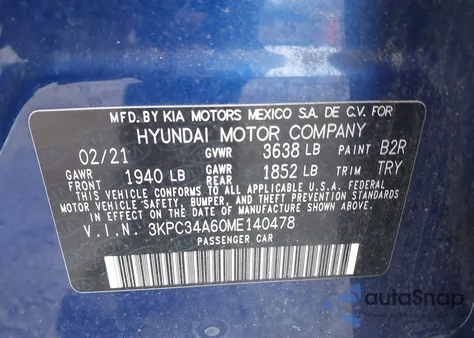 MFD. BY KIA MOTORS MEXICO S.A. DE C.V. FOR
HYUNDAI MOTOR COMPANY
02/21 GVWR 3638 LB PAINT B2R
GAWR FRONT 1940 LB GAWR REAR 1852 LB TRIM TRY
THIS VEHICLE CONFORMS TO ALL APPLICABLE U.S.A. FEDERAL
MOTOR VEHICLE SAFETY, BUMPER, AND THEFT PREVENTION
STANDARDS IN EFFECT ON THE DATE OF MANUFACTURE SHOWN ABOVE.
V.I.N. 3KPC34A60ME140478
PASSENGER CAR
autoSnap